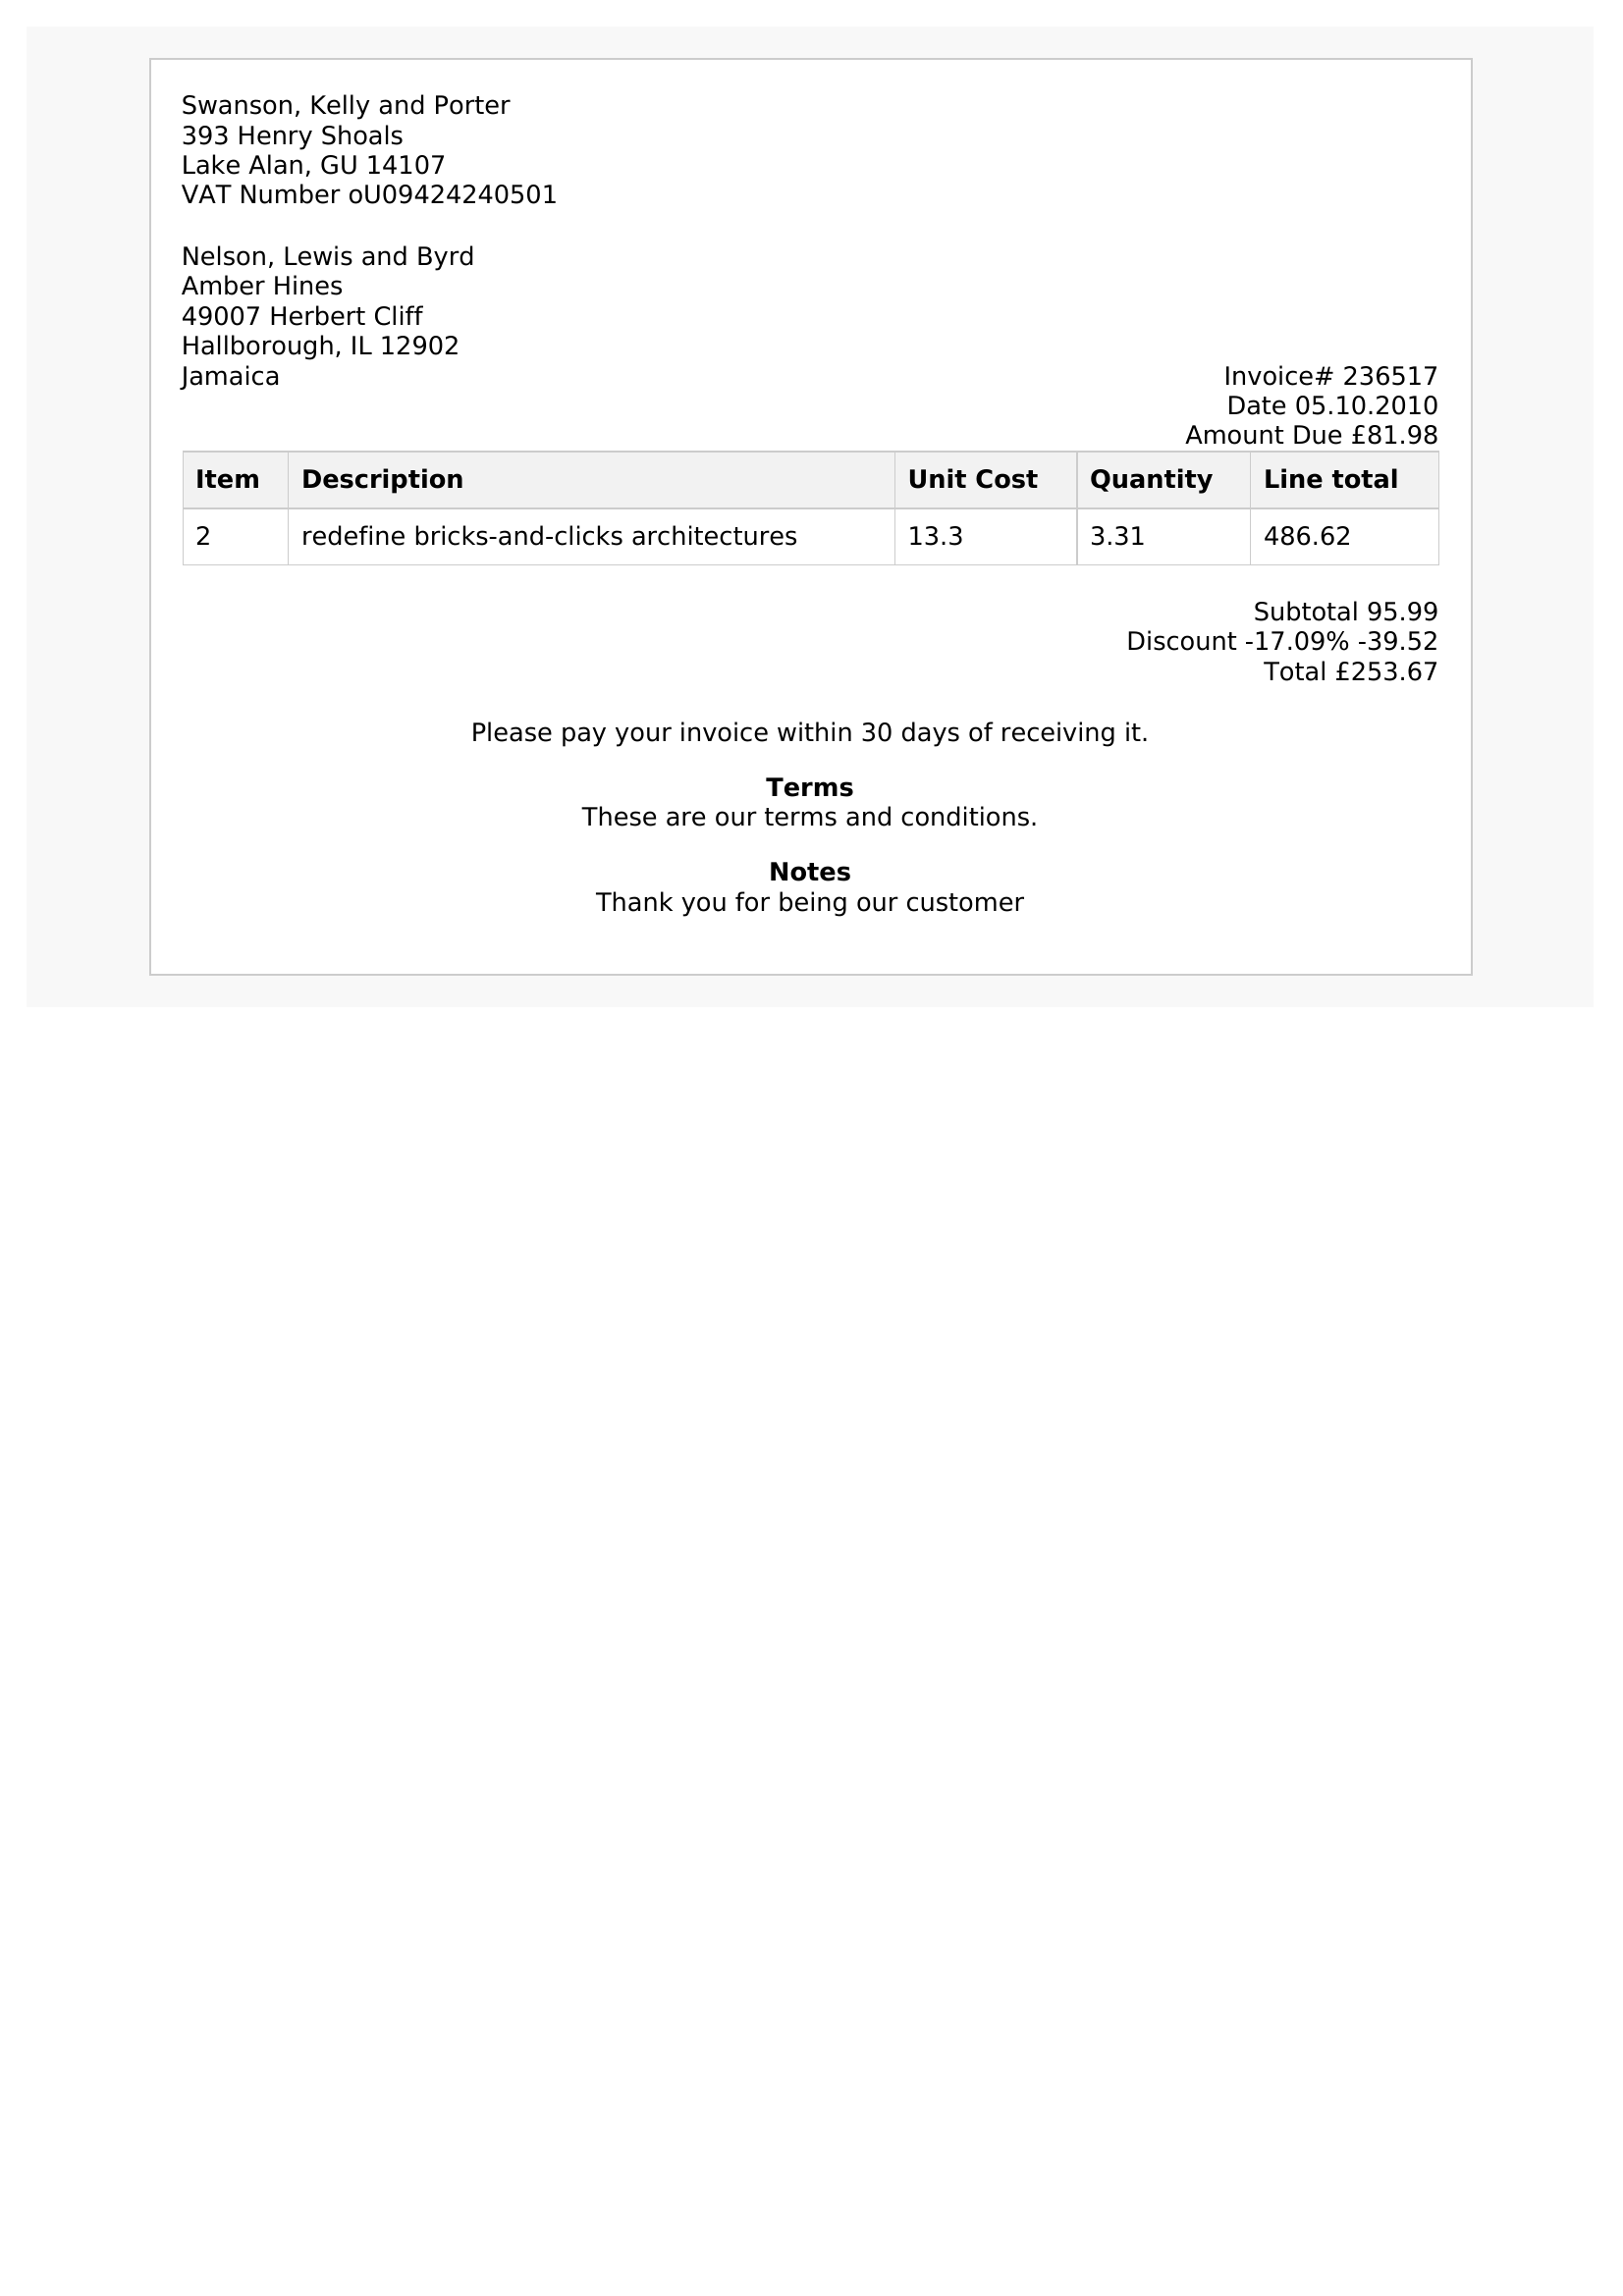 Swanson, Kelly and Porter
393 Henry Shoals
Lake Alan, GU 14107
VAT Number oU09424240501
Nelson, Lewis and Byrd
Amber Hines
49007 Herbert Cliff
Hallborough, IL 12902
Jamaica
Invoice# 236517
Date 05.10.2010
Amount Due £81.98
Item Description Unit Cost Quantity Line total
2 redefine bricks-and-clicks architectures 13.3 3.31 486.62
Subtotal 95.99
Discount -17.09% -39.52
Total £253.67
Please pay your invoice within 30 days of receiving it.
Terms
These are our terms and conditions.
Notes
Thank you for being our customer